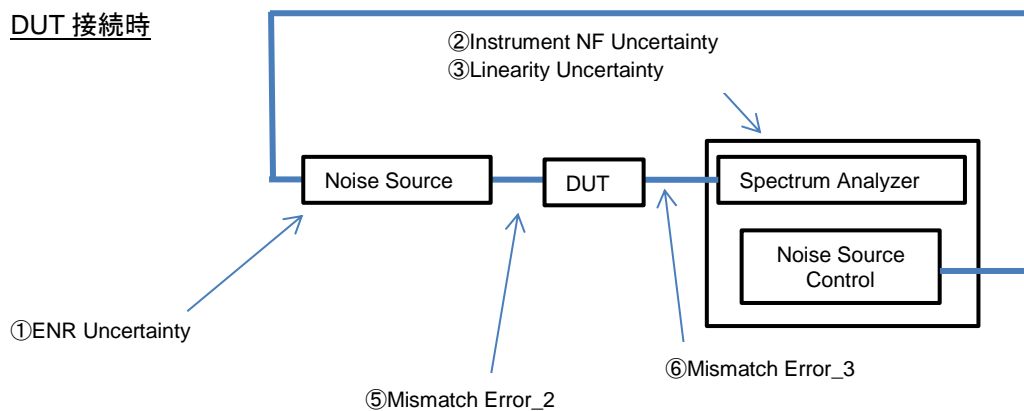 DUT 接続時
②Instrument NF Uncertainty
③Linearity Uncertainty
Noise Source
DUT
Spectrum Analyzer
Noise Source
Control
①ENR Uncertainty
⑥Mismatch Error_3
⑤Mismatch Error_2